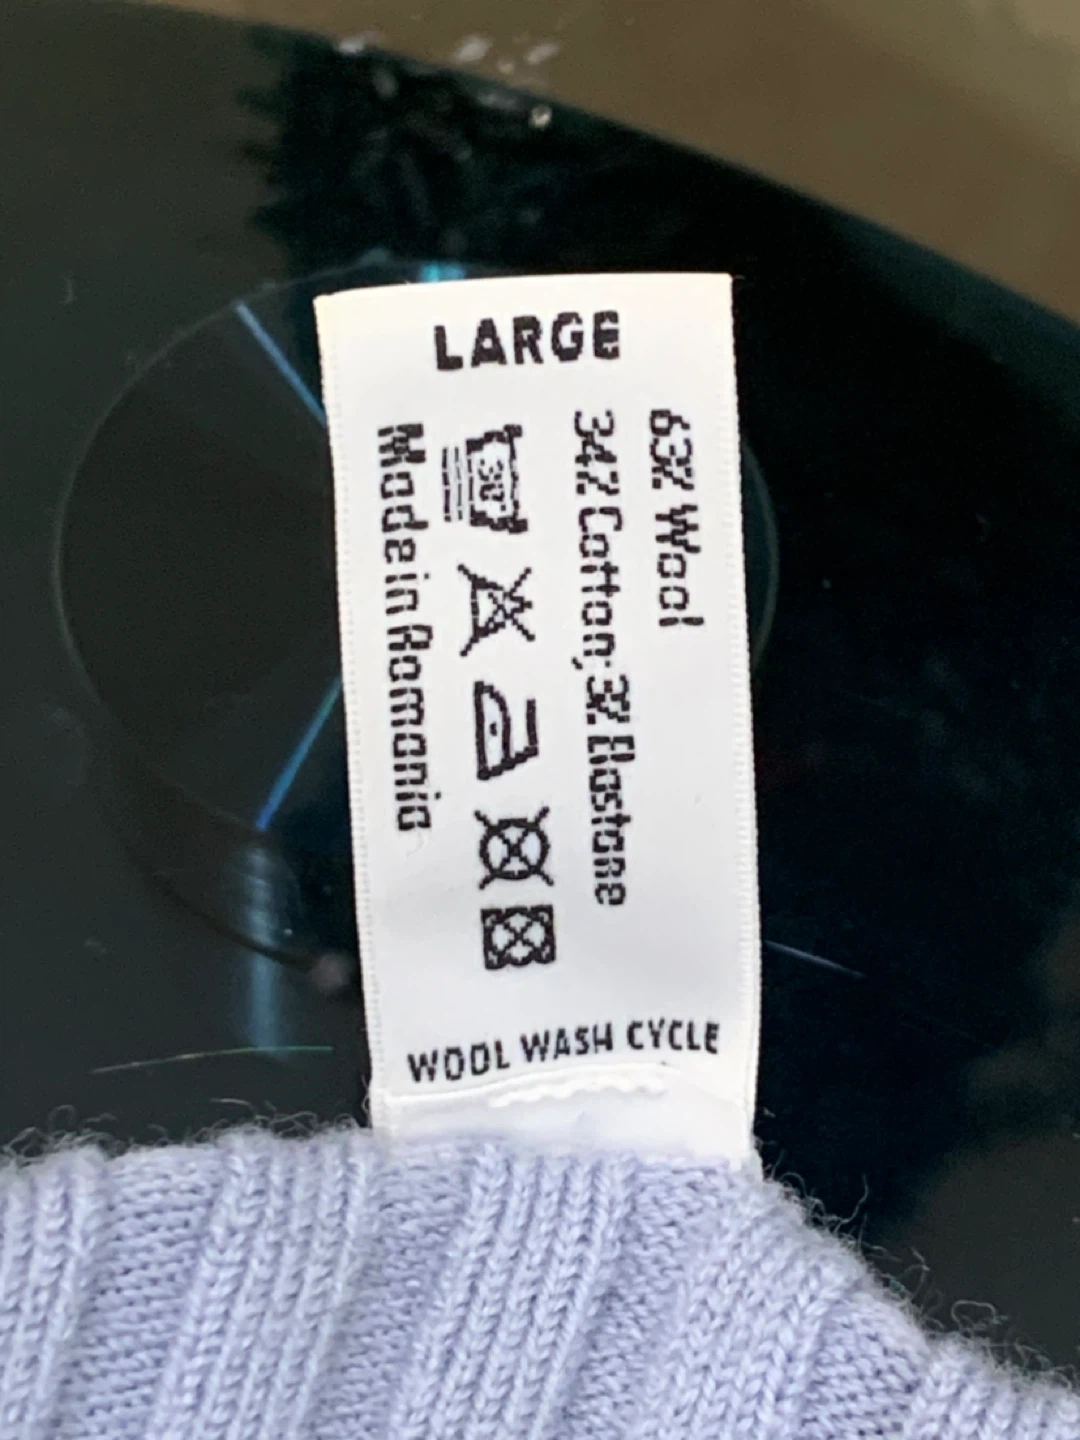 LARGE
63% Wool
34% Cotton, 3% Elastane
30°
Made in Romania
WOOL WASH CYCLE